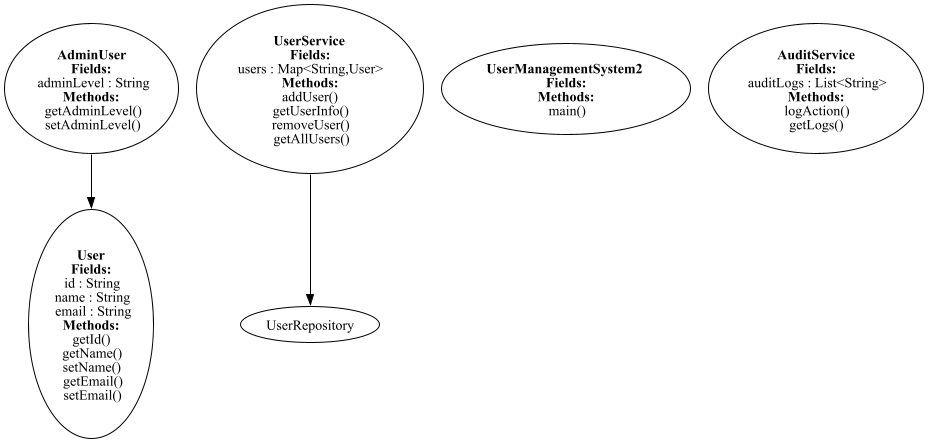 AdminUser
Fields:
adminLevel : String
Methods:
getAdminLevel()
setAdminLevel()
UserService
Fields:
users : Map<String,User>
Methods:
addUser()
getUserInfo()
removeUser()
getAllUsers()
UserManagementSystem2
Fields:
Methods:
main()
AuditService
Fields:
auditLogs : List<String>
Methods:
logAction()
getLogs()
User
Fields:
id : String
name : String
email : String
Methods:
getId()
getName()
setName()
getEmail()
setEmail()
UserRepository